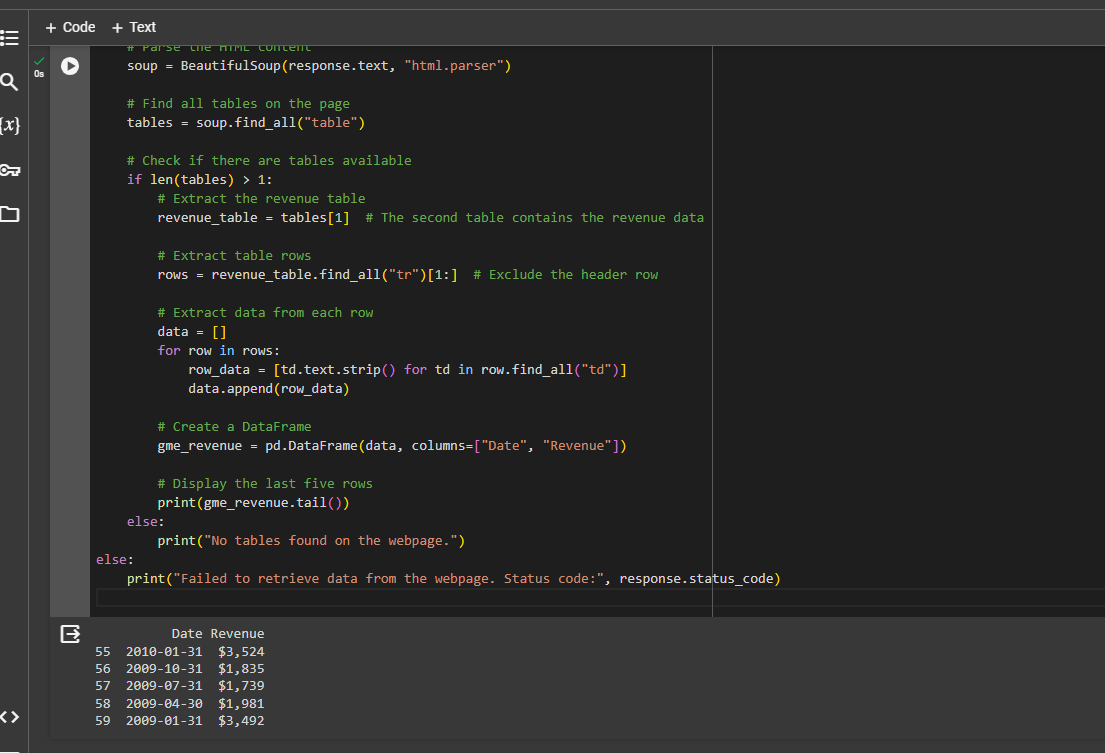 + Code + Text
# Parse the HTML content
0s
soup = BeautifulSoup(response.text, "html.parser")
# Find all tables on the page
tables = soup.find_all("table")
# Check if there are tables available
if len(tables) > 1:
# Extract the revenue table
revenue_table = tables[1]  # The second table contains the revenue data
# Extract table rows
rows = revenue_table.find_all("tr")[1:]  # Exclude the header row
# Extract data from each row
data = []
for row in rows:
row_data = [td.text.strip() for td in row.find_all("td")]
data.append(row_data)
# Create a DataFrame
gme_revenue = pd.DataFrame(data, columns=["Date", "Revenue"])
# Display the last five rows
print(gme_revenue.tail())
else:
print("No tables found on the webpage.")
else:
print("Failed to retrieve data from the webpage. Status code:", response.status_code)
Date Revenue
55 2010-01-31 $3,524
56 2009-10-31 $1,835
57 2009-07-31 $1,739
58 2009-04-30 $1,981
59 2009-01-31 $3,492